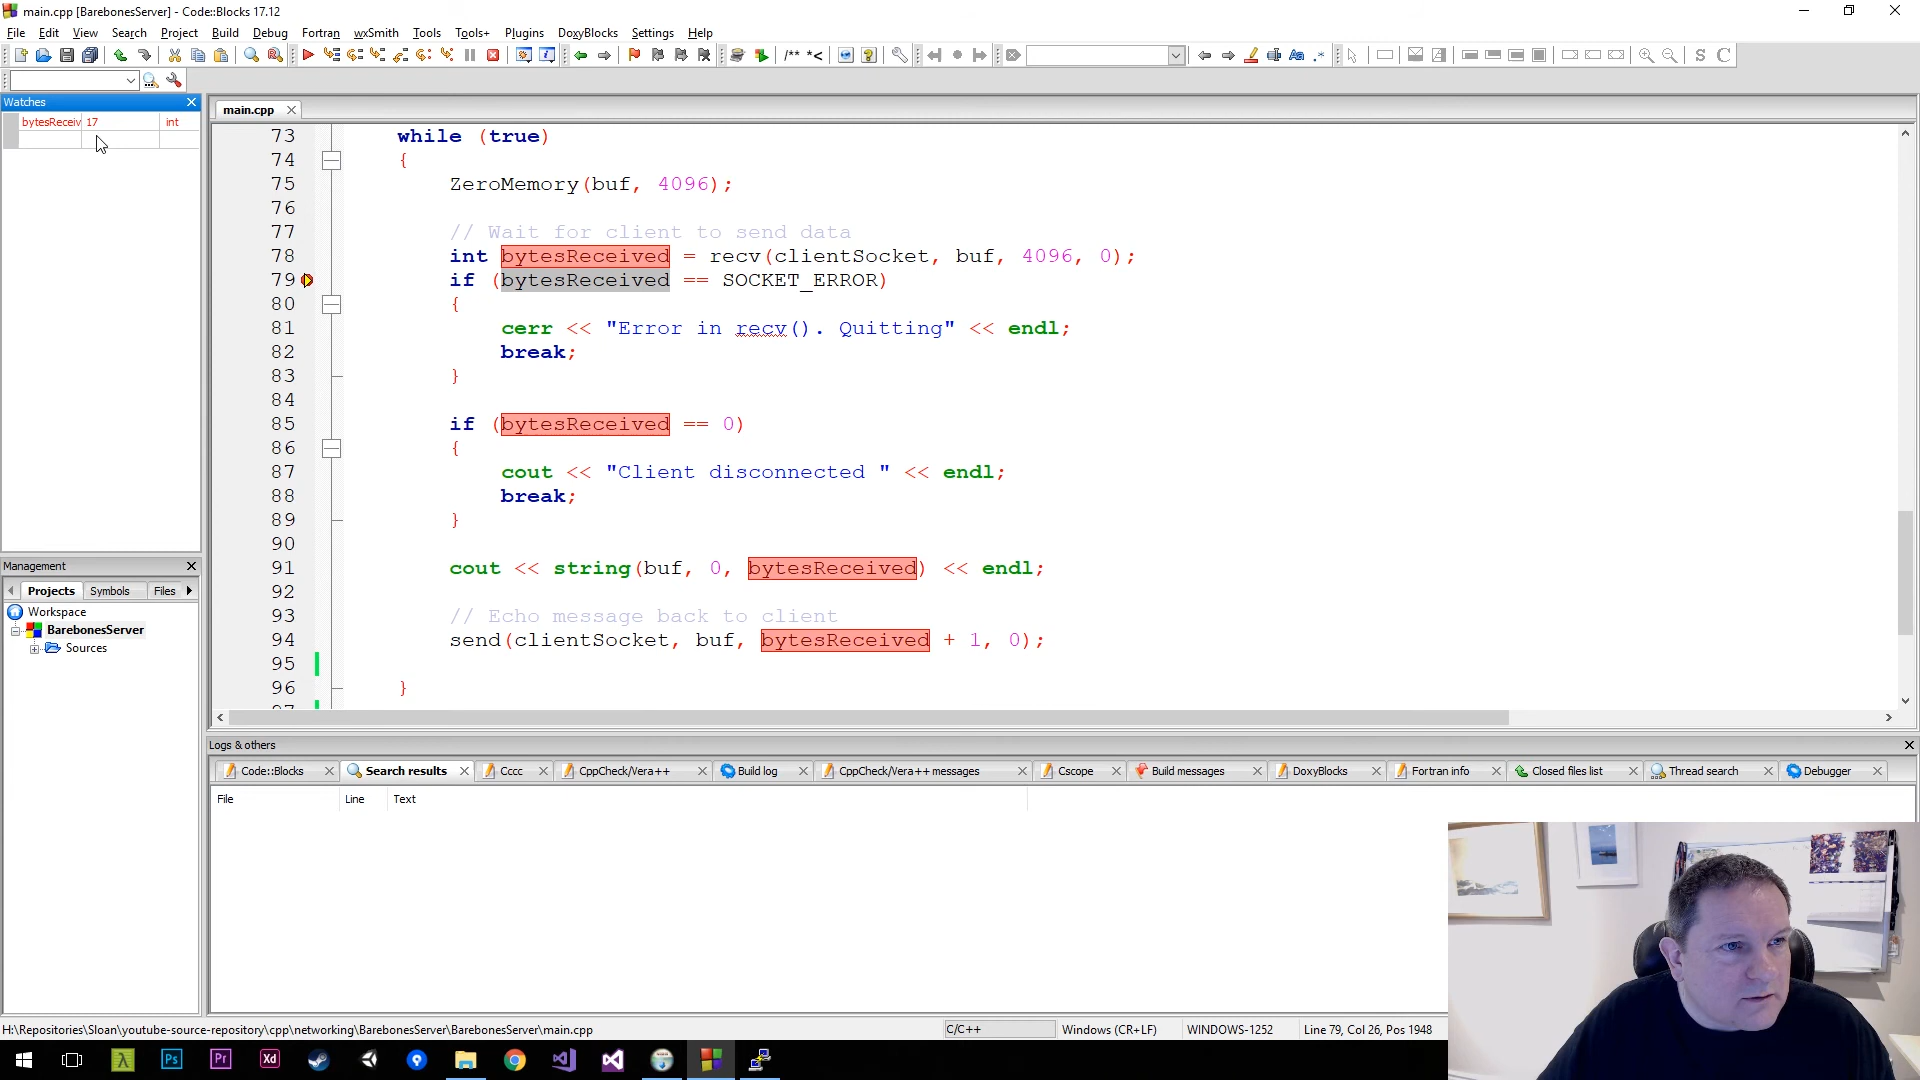 main.cpp [BarebonesServer] - Code::Blocks 17.12
File Edit View Search Project Build Debug Fortran wxSmith Tools Tools+ Plugins DoxyBlocks Settings Help
Watches
bytesReceiv 17 int
main.cpp
73 while (true)
74 {
75 ZeroMemory(buf, 4096);
76
77 // Wait for client to send data
78 int bytesReceived = recv(clientSocket, buf, 4096, 0);
79 if (bytesReceived == SOCKET_ERROR)
80 {
81 cerr << "Error in recv(). Quitting" << endl;
82 break;
83 }
84
85 if (bytesReceived == 0)
86 {
87 cout << "Client disconnected " << endl;
88 break;
89 }
90
91 cout << string(buf, 0, bytesReceived) << endl;
92
93 // Echo message back to client
94 send(clientSocket, buf, bytesReceived + 1, 0);
95
96 }
97
Management
Projects Symbols Files
Workspace
BarebonesServer
Sources
Logs & others
Code::Blocks Search results Cccc CppCheck/Vera++ Build log CppCheck/Vera++ messages Cscope Build messages DoxyBlocks Fortran info Closed files list Thread search Debugger
File Line Text
H:\Repositories\Sloan\youtube-source-repository\cpp\networking\BarebonesServer\BarebonesServer\main.cpp C/C++ Windows (CR+LF) WINDOWS-1252 Line 79, Col 26, Pos 1948